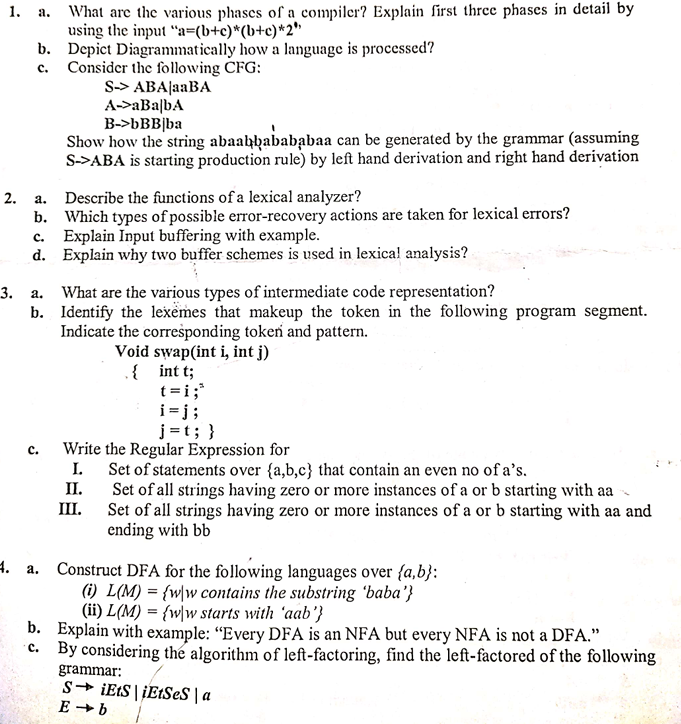 1. a. What are the various phases of a compiler? Explain first three phases in detail by
using the input “a=(b+c)*(b+c)*2”
b. Depict Diagrammatically how a language is processed?
c. Consider the following CFG:
S-> ABA|aaBA
A->aBa|bA
B->bBB|ba
Show how the string abaabbabababaa can be generated by the grammar (assuming
S->ABA is starting production rule) by left hand derivation and right hand derivation
2. a. Describe the functions of a lexical analyzer?
b. Which types of possible error-recovery actions are taken for lexical errors?
c. Explain Input buffering with example.
d. Explain why two buffer schemes is used in lexical analysis?
3. a. What are the various types of intermediate code representation?
b. Identify the lexemes that makeup the token in the following program segment.
Indicate the corresponding token and pattern.
Void swap(int i, int j)
{ int t;
t = i ;
i = j ;
j = t ; }
c. Write the Regular Expression for
I. Set of statements over {a,b,c} that contain an even no of a's.
II. Set of all strings having zero or more instances of a or b starting with aa
III. Set of all strings having zero or more instances of a or b starting with aa and
ending with bb
4. a. Construct DFA for the following languages over {a,b}:
(i) L(M) = {w|w contains the substring ‘baba’}
(ii) L(M) = {w|w starts with ‘aab’}
b. Explain with example: “Every DFA is an NFA but every NFA is not a DFA.”
c. By considering the algorithm of left-factoring, find the left-factored of the following
grammar:
S → iEtS | iEtSeS | a
E → b